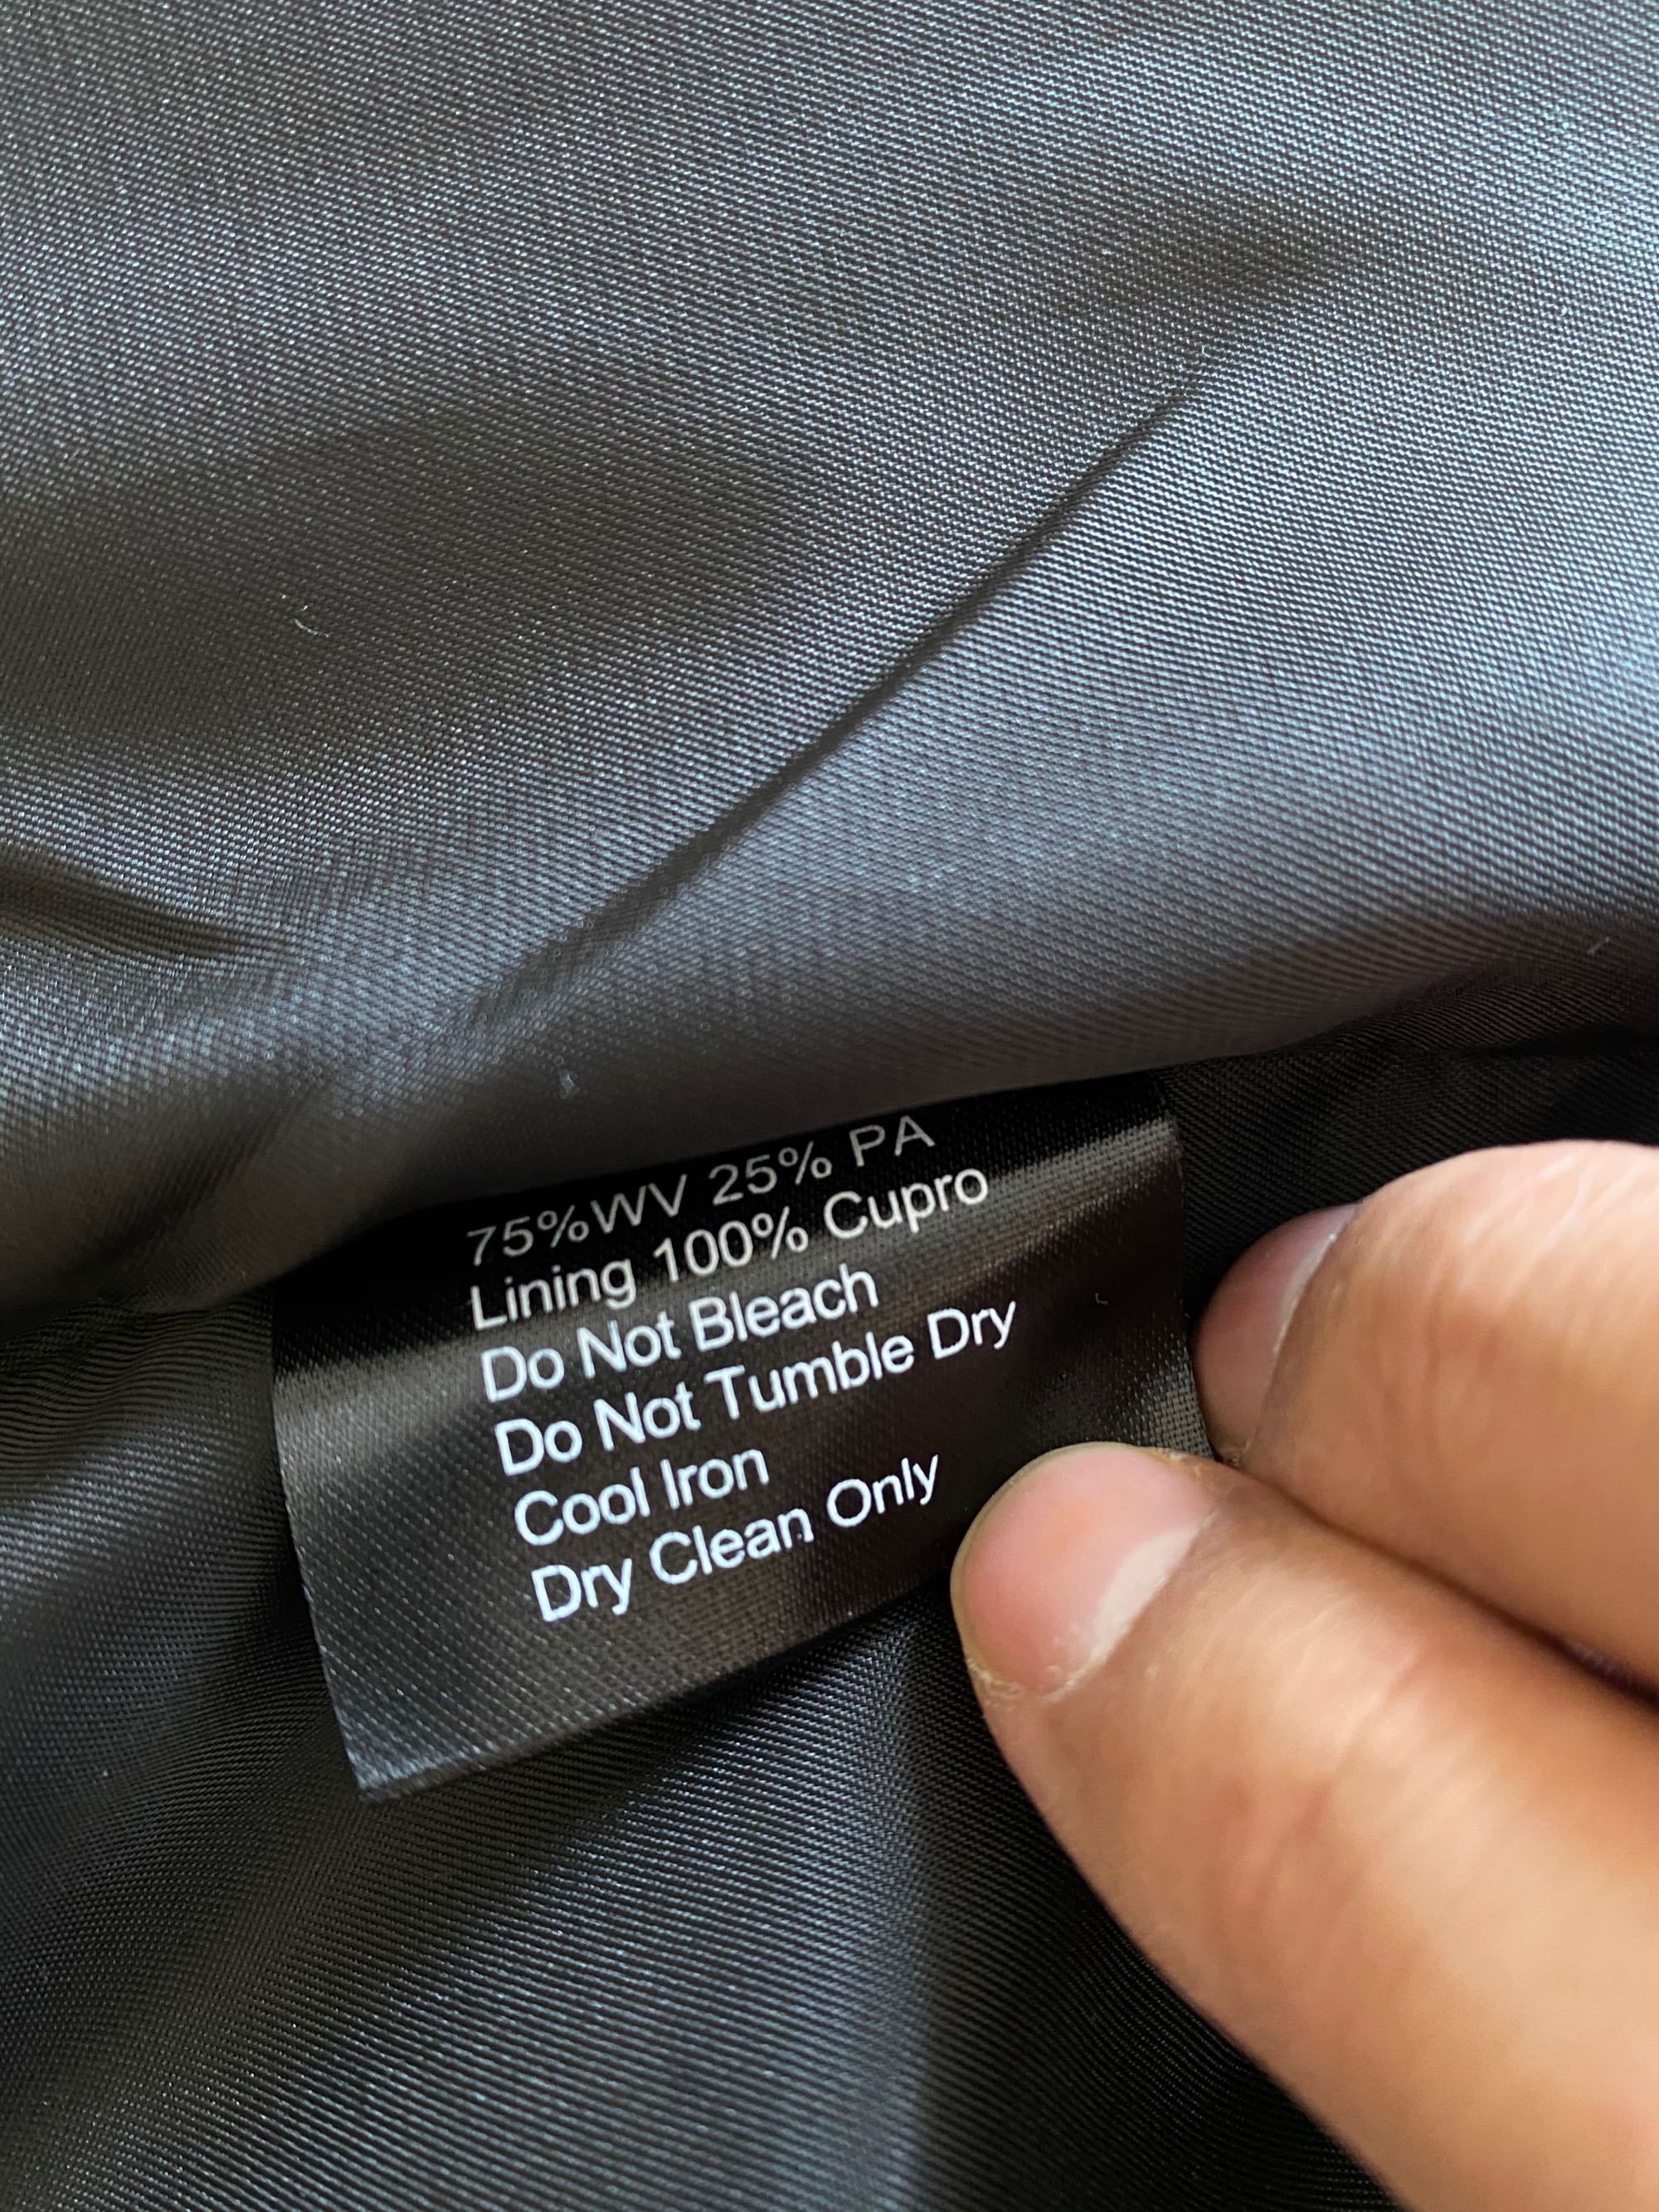 75%WV 25% PA
Lining 100% Cupro
Do Not Bleach
Do Not Tumble Dry
Cool Iron
Dry Clean Only